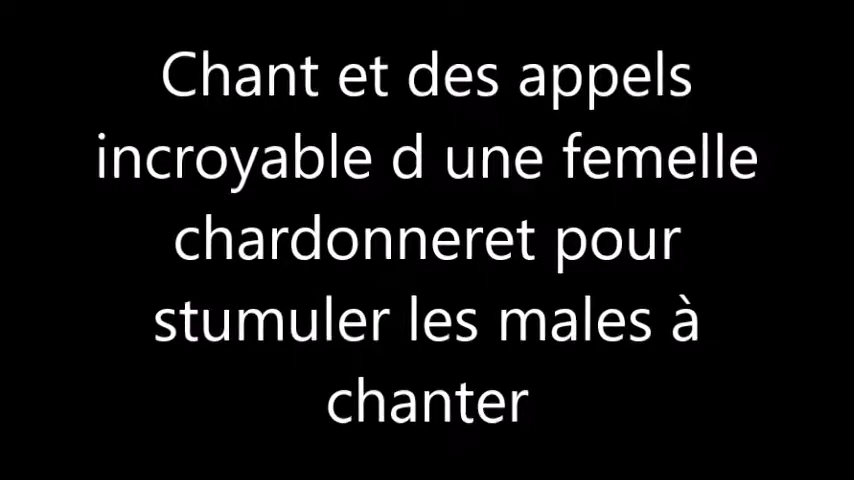 Chant et des appels
incroyable d une femelle
chardonneret pour
stumuler les males à
chanter